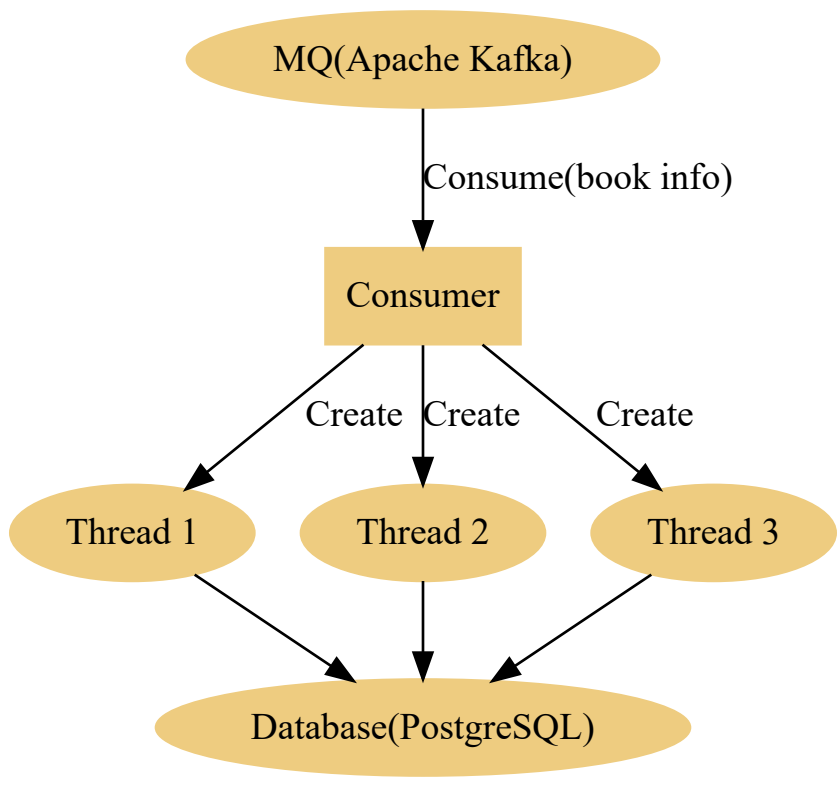 MQ(Apache Kafka)
Consume(book info)
Consumer
Create
Create
Create
Thread 1
Thread 2
Thread 3
Database(PostgreSQL)